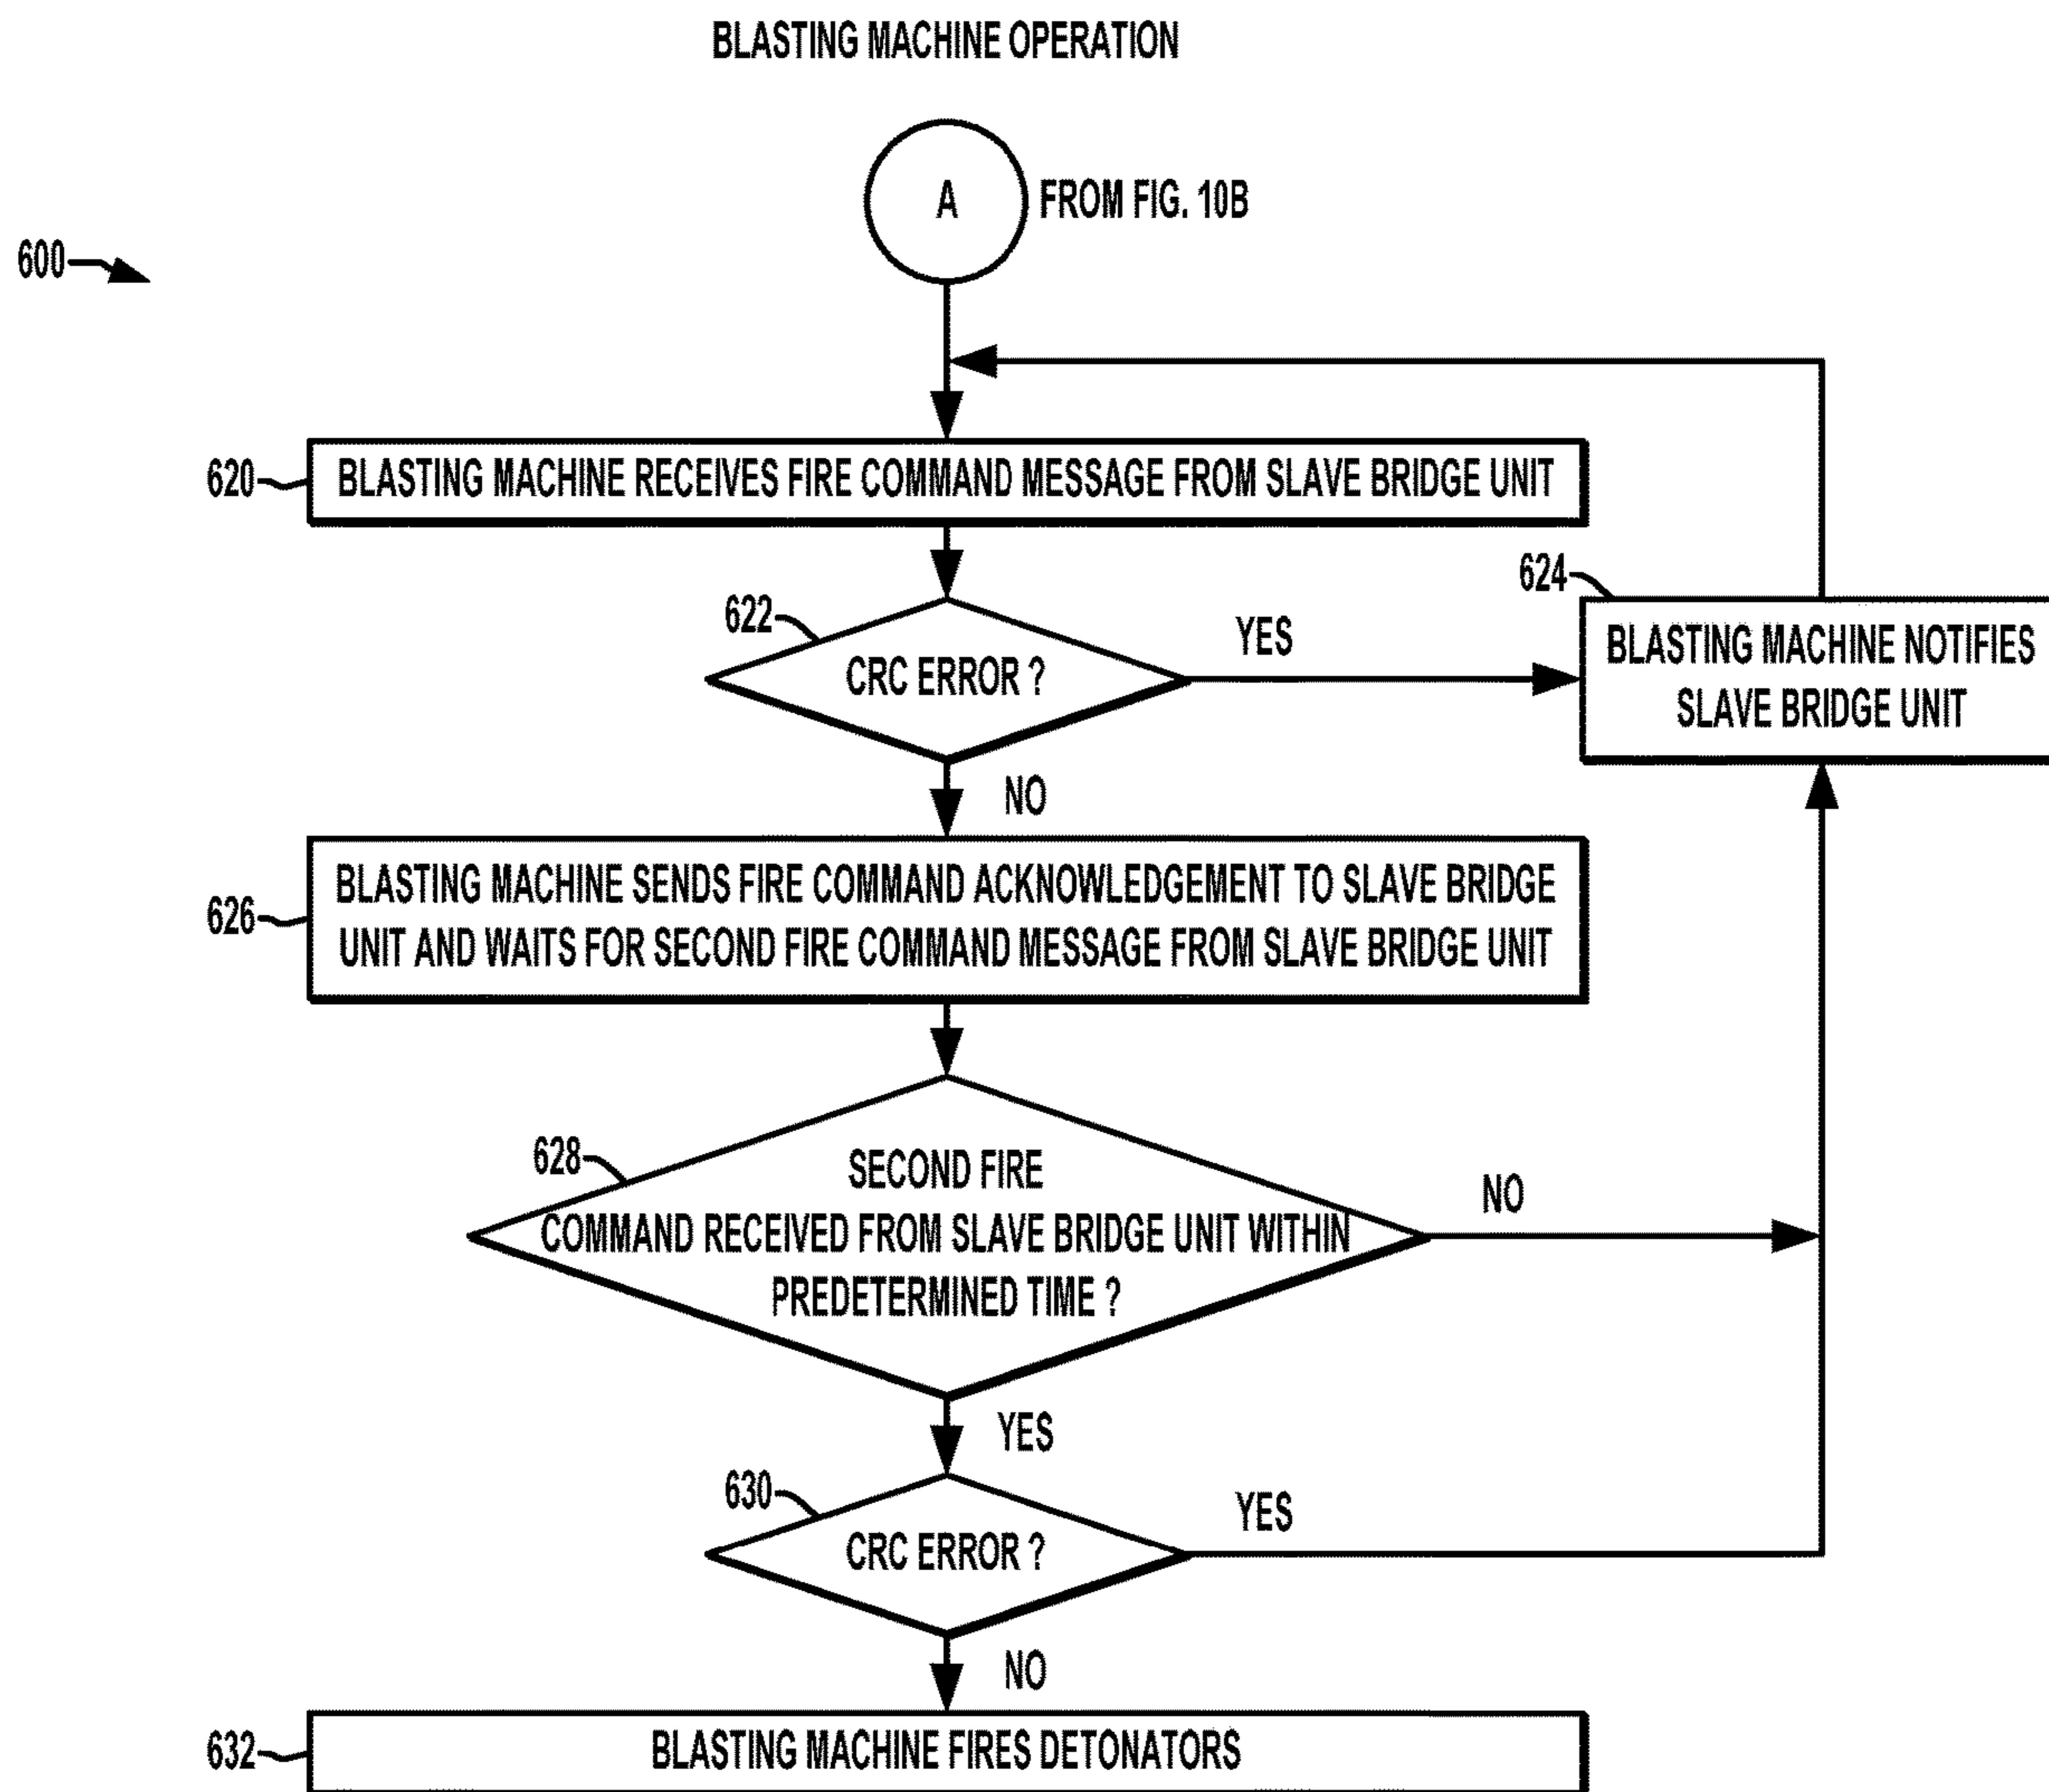 BLASTING MACHINE OPERATION
A
FROM FIG. 10B
600
620
BLASTING MACHINE RECEIVES FIRE COMMAND MESSAGE FROM SLAVE BRIDGE UNIT
622
CRC ERROR ?
YES
624
BLASTING MACHINE NOTIFIES
SLAVE BRIDGE UNIT
NO
626
BLASTING MACHINE SENDS FIRE COMMAND ACKNOWLEDGEMENT TO SLAVE BRIDGE
UNIT AND WAITS FOR SECOND FIRE COMMAND MESSAGE FROM SLAVE BRIDGE UNIT
628
SECOND FIRE
COMMAND RECEIVED FROM SLAVE BRIDGE UNIT WITHIN
PREDETERMINED TIME ?
NO
YES
630
CRC ERROR ?
YES
NO
632
BLASTING MACHINE FIRES DETONATORS